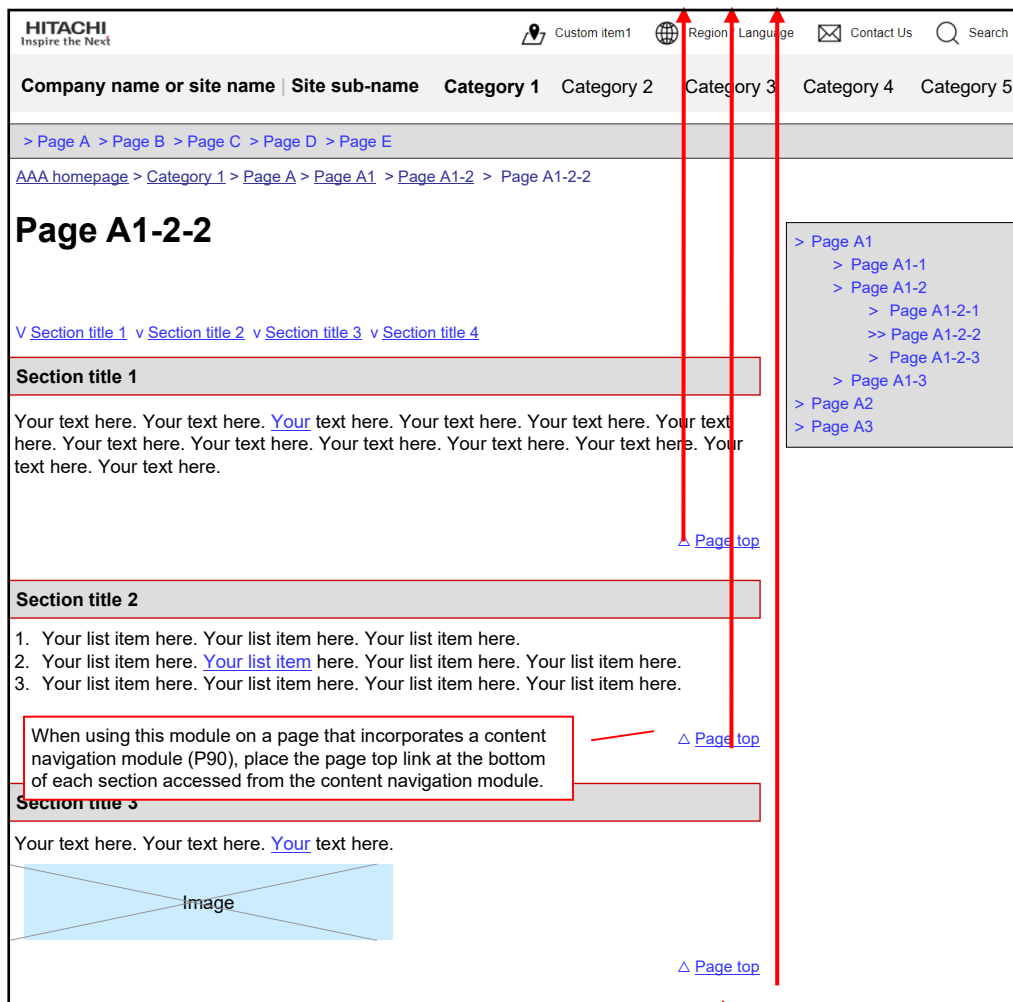 HITACHI
Inspire the Next
Custom item1 Region / Language Contact Us Search
Company name or site name | Site sub-name Category 1 Category 2 Category 3 Category 4 Category 5
> Page A > Page B > Page C > Page D > Page E
AAA homepage > Category 1 > Page A > Page A1 > Page A1-2 > Page A1-2-2
Page A1-2-2
> Page A1
> Page A1-1
> Page A1-2
> Page A1-2-1
>> Page A1-2-2
> Page A1-2-3
> Page A1-3
> Page A2
> Page A3
V Section title 1 v Section title 2 v Section title 3 v Section title 4
Section title 1
Your text here. Your text here. Your text here. Your text here. Your text here. Your text
here. Your text here. Your text here. Your text here. Your text here. Your text here. Your
text here. Your text here.
△ Page top
Section title 2
1. Your list item here. Your list item here. Your list item here.
2. Your list item here. Your list item here. Your list item here. Your list item here.
3. Your list item here. Your list item here. Your list item here. Your list item here.
When using this module on a page that incorporates a content
navigation module (P90), place the page top link at the bottom
of each section accessed from the content navigation module.
△ Page top
Section title 3
Your text here. Your text here. Your text here.
Image
△ Page top